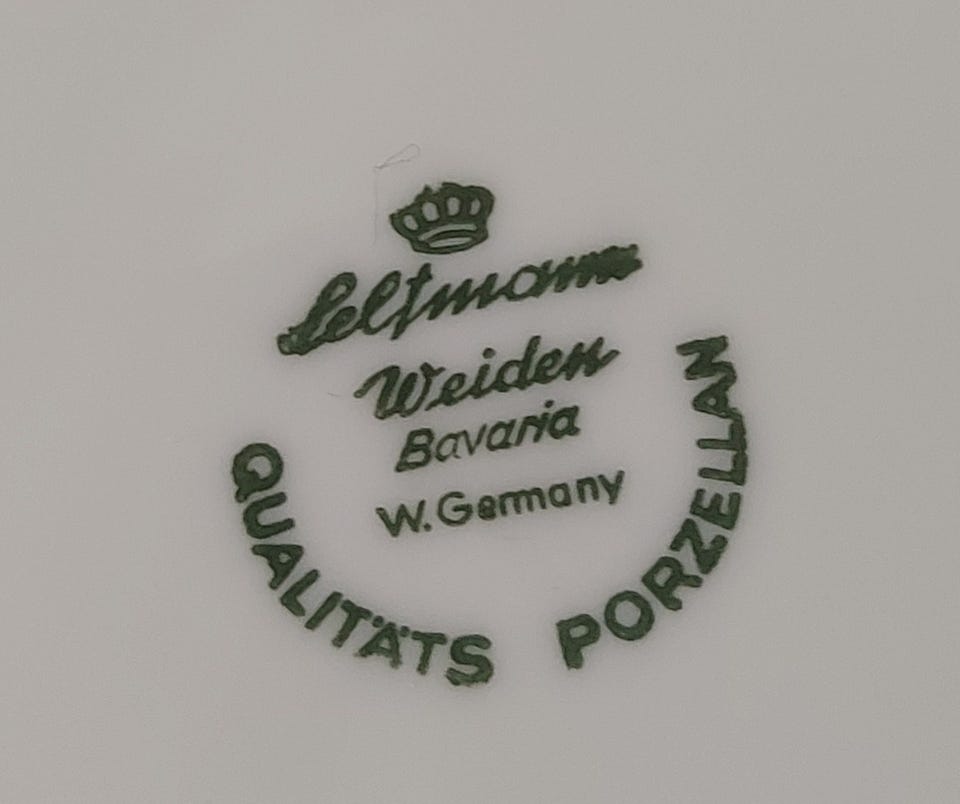 Seltmann
Weiden
Bavaria
W. Germany
QUALITÄTS PORZELLAN